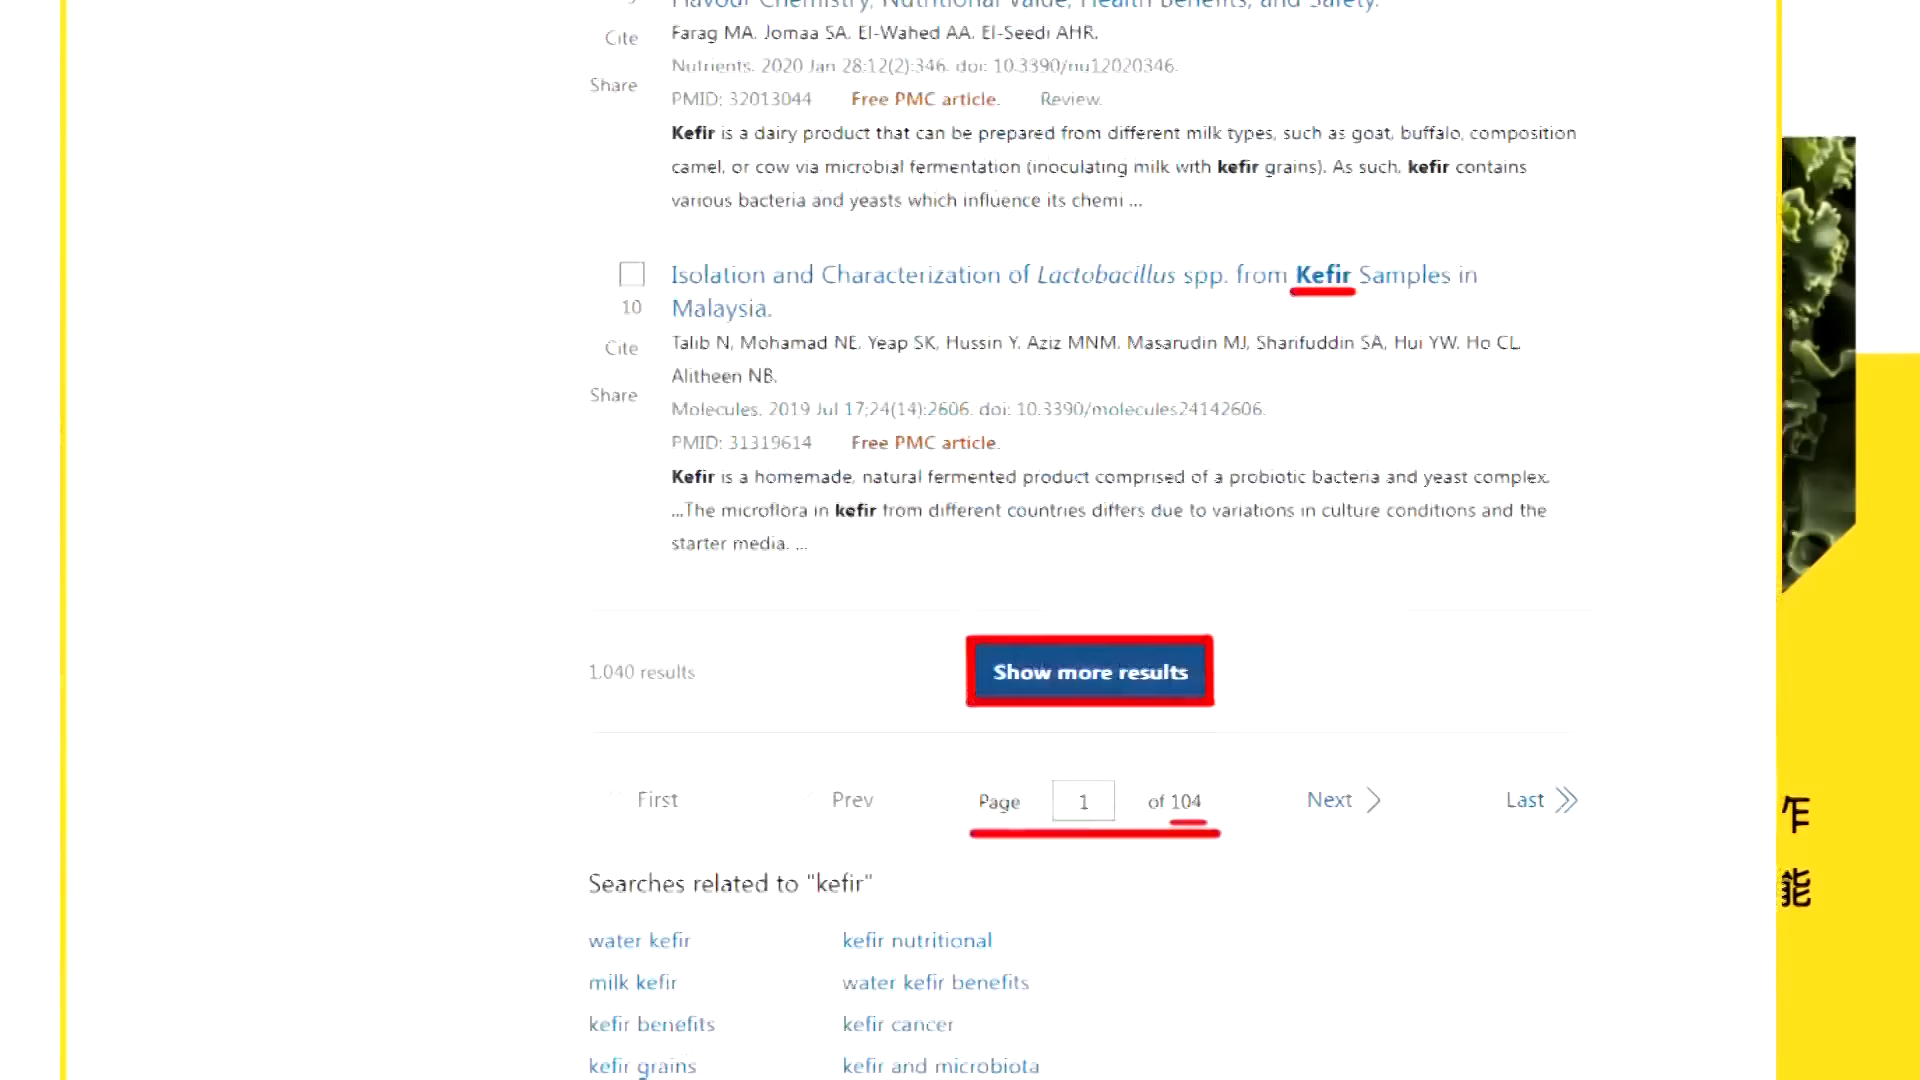 Flavour Chemistry, Nutritional Value, Health Benefits, and Safety.
Cite
Farag MA, Jomaa SA, El-Wahed AA, El-Seedi AHR.
Nutrients. 2020 Jan 28;12(2):346. doi: 10.3390/nu12020346.
Share
PMID: 32013044 Free PMC article. Review.
Kefir is a dairy product that can be prepared from different milk types, such as goat, buffalo, composition
camel, or cow via microbial fermentation (inoculating milk with kefir grains). As such, kefir contains
various bacteria and yeasts which influence its chemi ...
Isolation and Characterization of Lactobacillus spp. from Kefir Samples in
10
Malaysia.
Cite
Talib N, Mohamad NE, Yeap SK, Hussin Y, Aziz MNM, Masarudin MJ, Sharifuddin SA, Hui YW, Ho CL,
Alitheen NB.
Share
Molecules. 2019 Jul 17;24(14):2606. doi: 10.3390/molecules24142606.
PMID: 31319614 Free PMC article.
Kefir is a homemade, natural fermented product comprised of a probiotic bacteria and yeast complex.
...The microflora in kefir from different countries differs due to variations in culture conditions and the
starter media. ...
1,040 results
Show more results
First Prev Page 1 of 104 Next Last
乍
能
Searches related to "kefir"
water kefir
kefir nutritional
milk kefir
water kefir benefits
kefir benefits
kefir cancer
kefir grains
kefir and microbiota